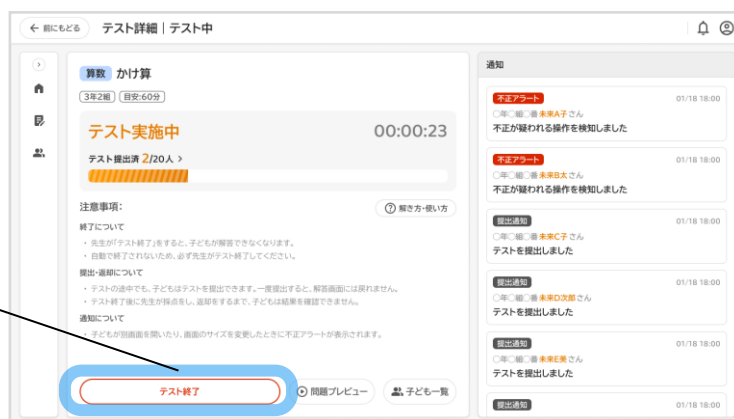 ← 前にもどる テスト詳細｜テスト中
算数 かけ算
3年2組 目安:60分
テスト実施中 00:00:23
テスト提出済 2/20人 >
注意事項:
? 解き方・使い方
終了について
・ 先生が「テスト終了」をすると、子どもが解答できなくなります。
・ 自動で終了されないため、必ず先生がテスト終了してください。
提出・返却について
・ テストの途中でも、子どもはテストを提出できます。一度提出すると、解答画面には戻れません。
・ テスト終了後に先生が採点をし、返却をするまで、子どもは結果を確認できません。
通知について
・ 子どもが別画面を開いたり、画面のサイズを変更したときに不正アラートが表示されます。
テスト終了
問題プレビュー
子ども一覧
通知
不正アラート 01/18 18:00
○年○組○番 未来A子 さん
不正が疑われる操作を検知しました
不正アラート 01/18 18:00
○年○組○番 未来B太 さん
不正が疑われる操作を検知しました
提出通知 01/18 18:00
○年○組○番 未来C子 さん
テストを提出しました
提出通知 01/18 18:00
○年○組○番 未来D次郎 さん
テストを提出しました
提出通知 01/18 18:00
○年○組○番 未来E美 さん
テストを提出しました
提出通知 01/18 18:00